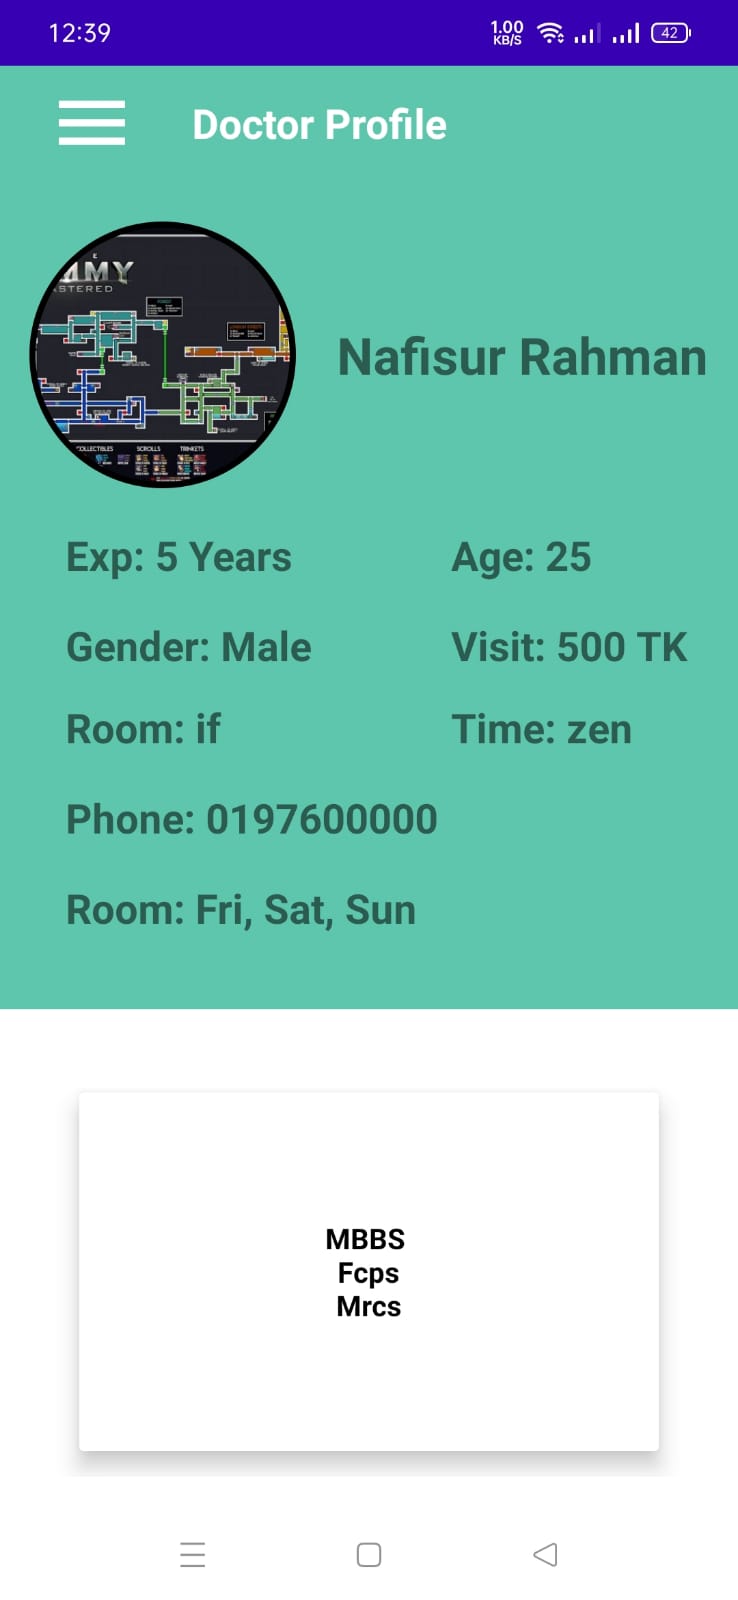 12:39
1.00
KB/S
42
Doctor Profile
E
MMY
STERED
COLLECTIBLES SCROLLS TRINKETS
Nafisur Rahman
Exp: 5 Years Age: 25
Gender: Male Visit: 500 TK
Room: if Time: zen
Phone: 0197600000
Room: Fri, Sat, Sun
MBBS
Fcps
Mrcs